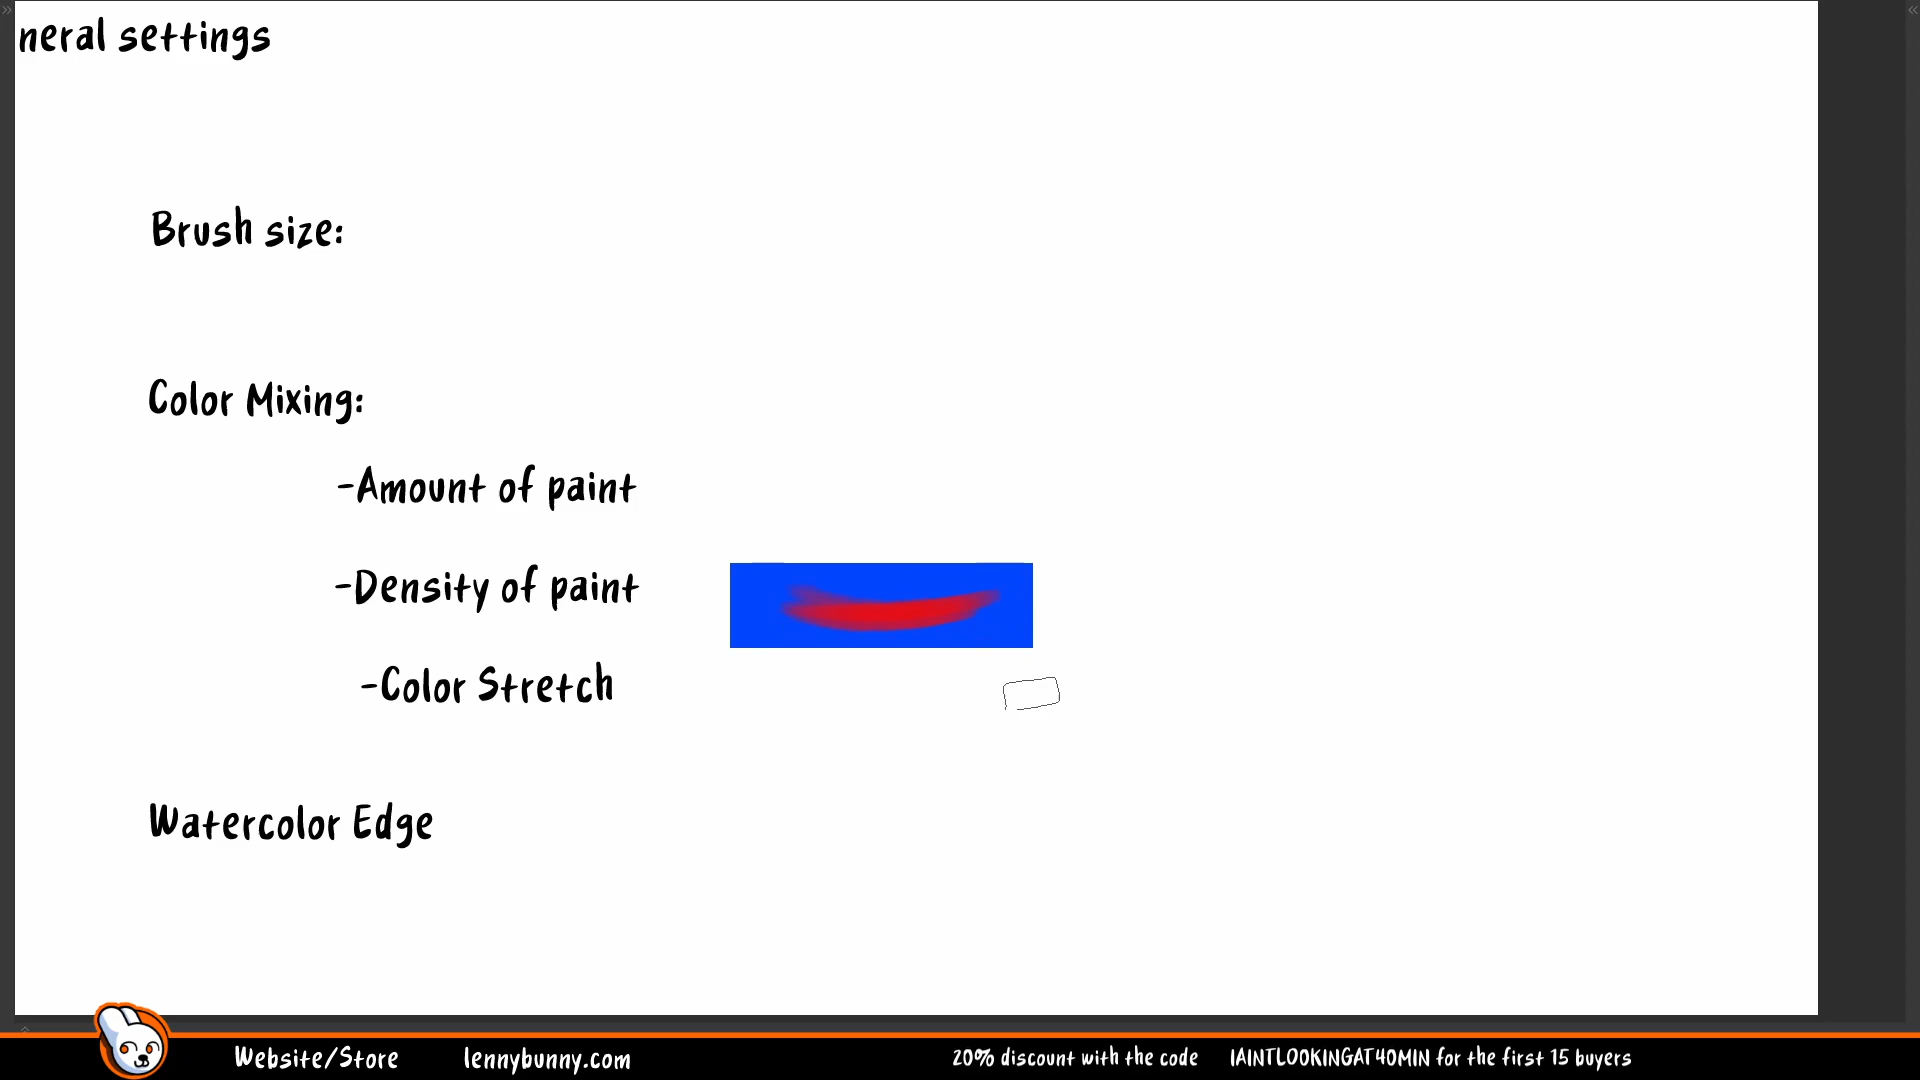 neral settings
Brush size:
Color Mixing:
-Amount of paint
-Density of paint
-Color Stretch
Watercolor Edge
Website/Store lennybunny.com 20% discount with the code IAINTLOOKINGAT40MIN for the first 15 buyers